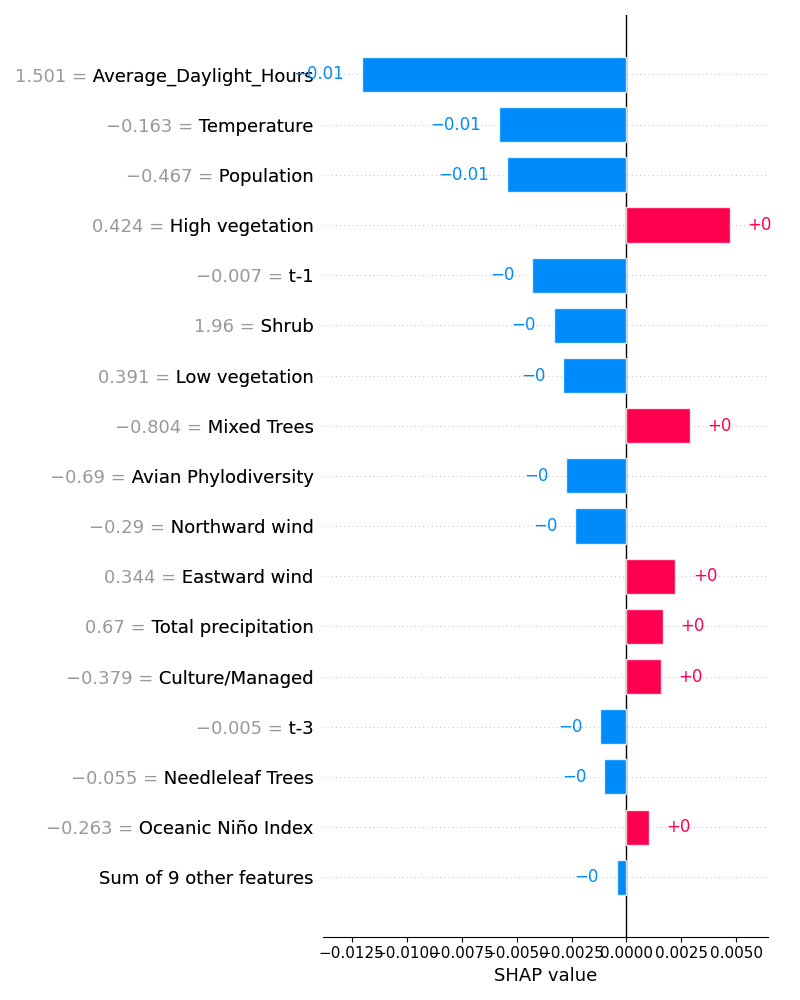 1.501 = Average_Daylight_Hours −0.01
−0.163 = Temperature −0.01
−0.467 = Population −0.01
0.424 = High vegetation +0
−0.007 = t-1 −0
1.96 = Shrub −0
0.391 = Low vegetation −0
−0.804 = Mixed Trees +0
−0.69 = Avian Phylodiversity −0
−0.29 = Northward wind −0
0.344 = Eastward wind +0
0.67 = Total precipitation +0
−0.379 = Culture/Managed +0
−0.005 = t-3 −0
−0.055 = Needleleaf Trees −0
−0.263 = Oceanic Niño Index +0
Sum of 9 other features −0
−0.0125 −0.0100 −0.0075 −0.0050 −0.0025 0.0000 0.0025 0.0050
SHAP value